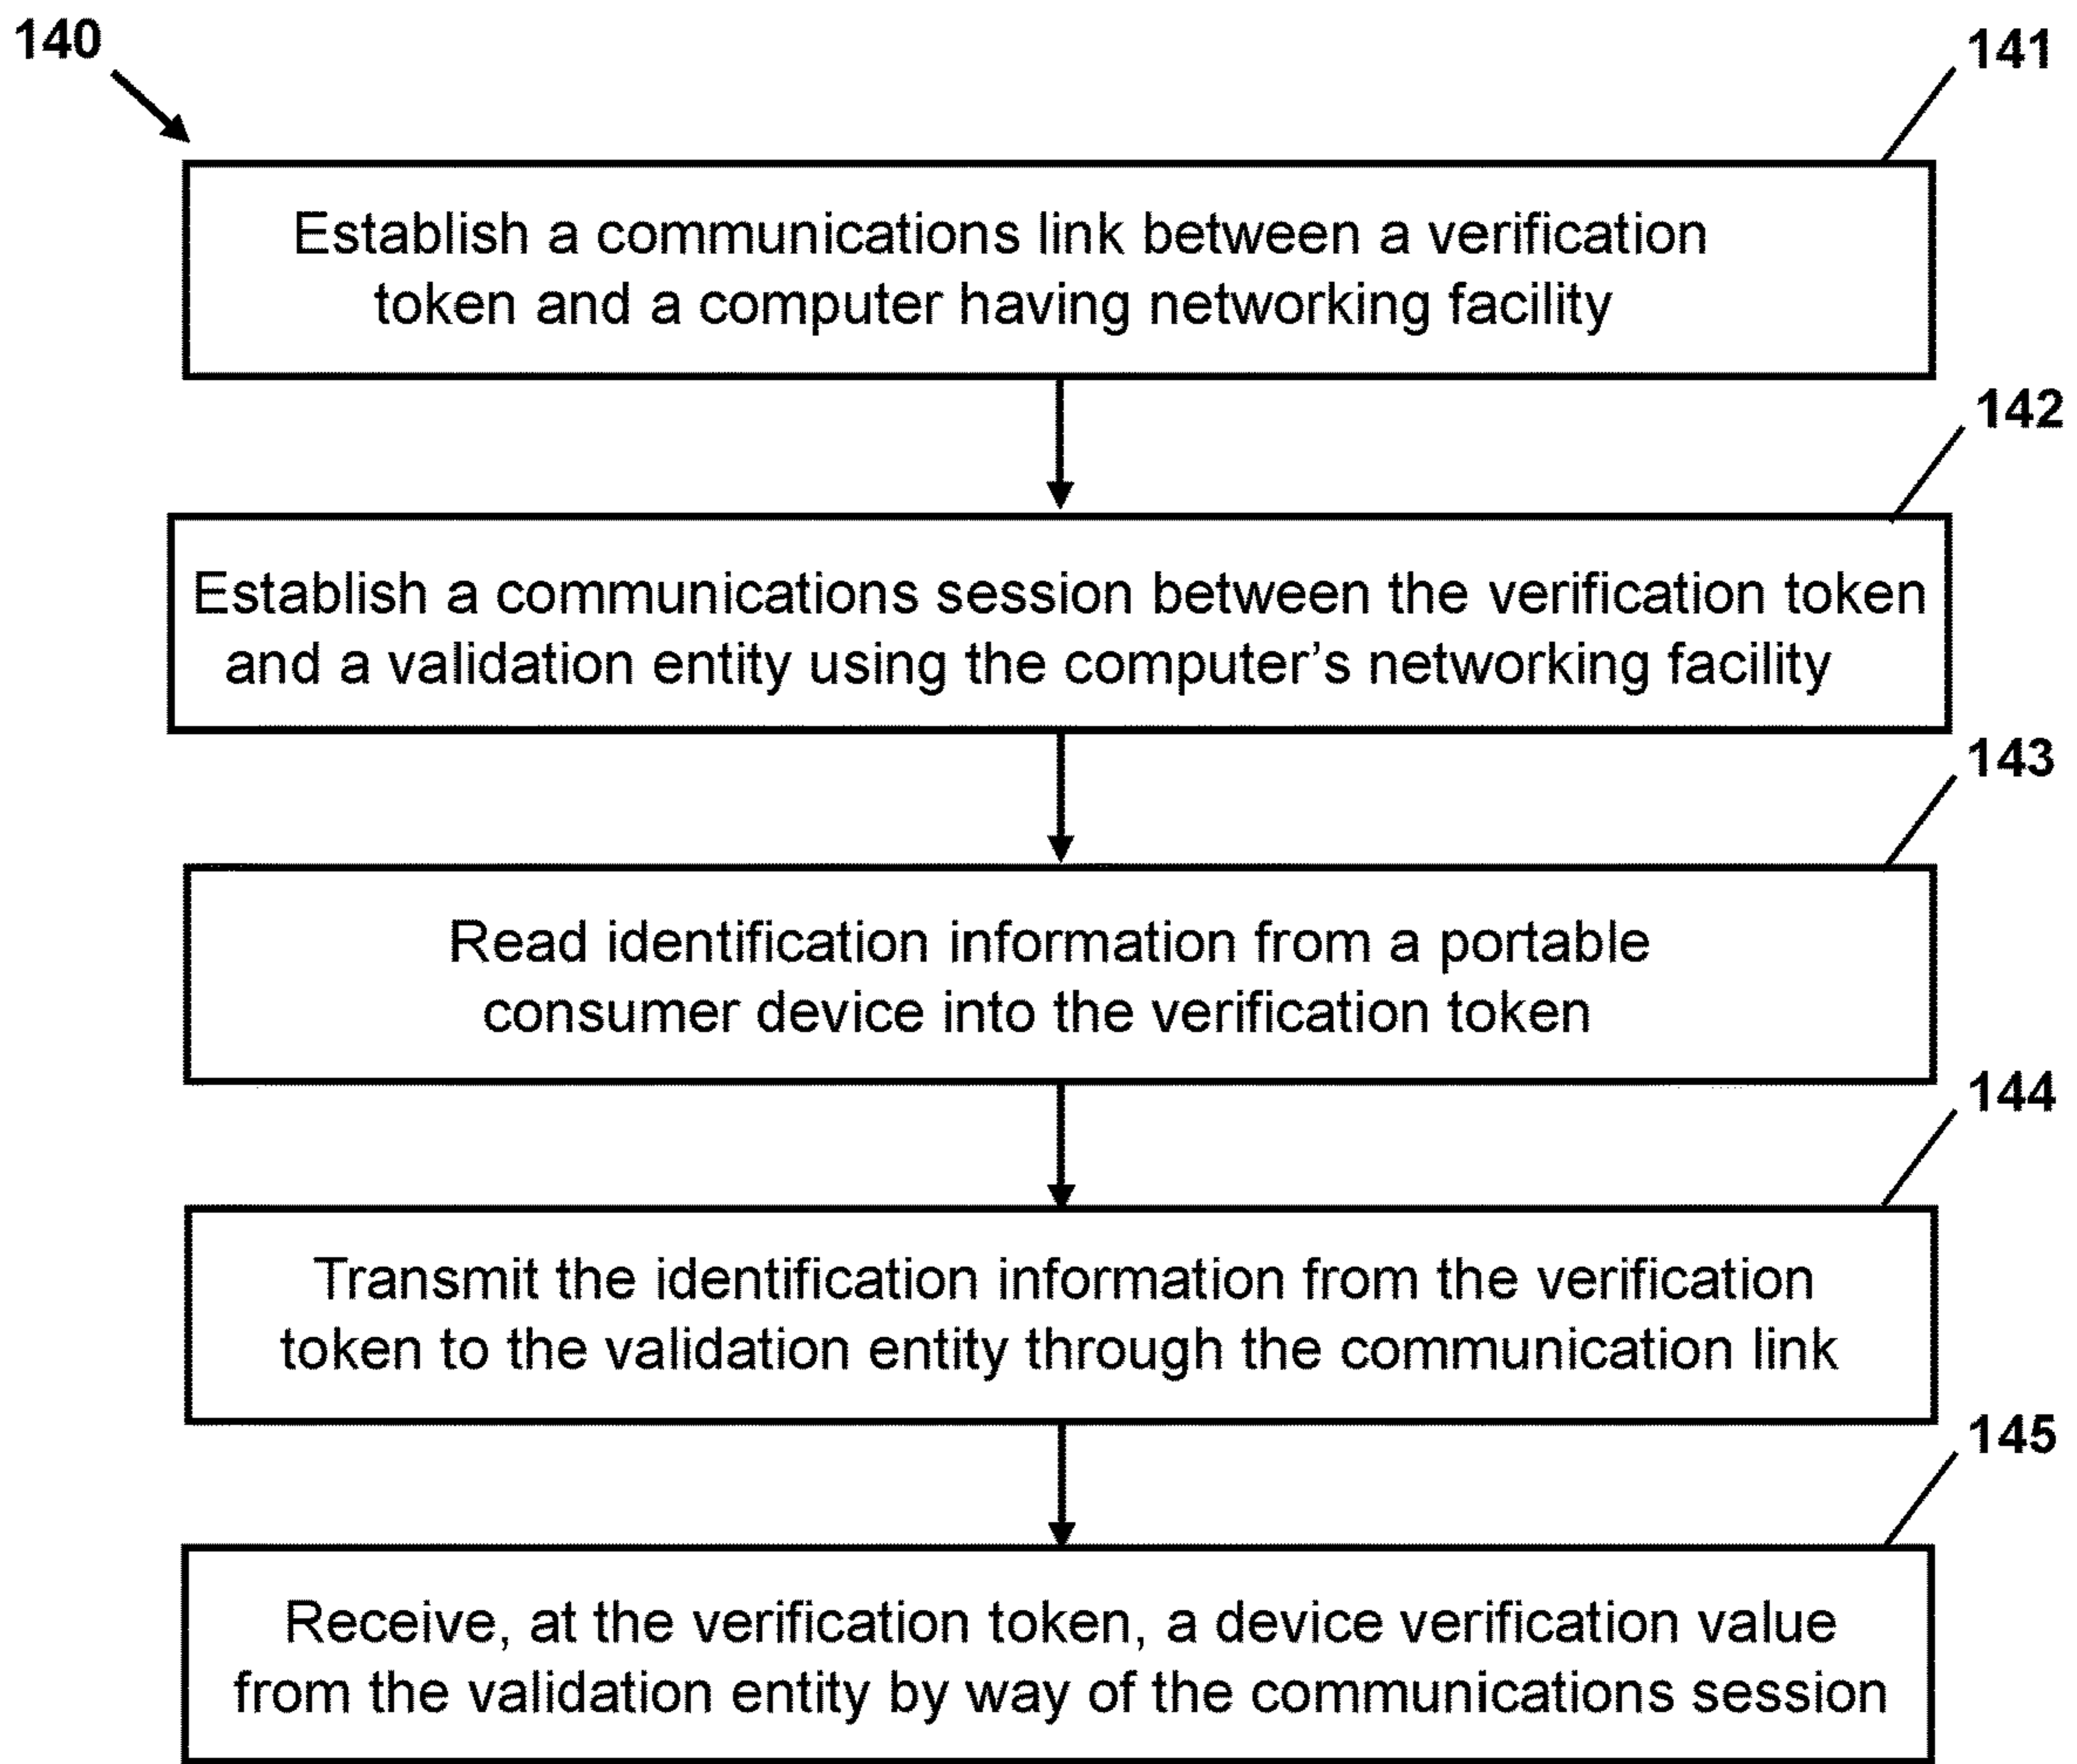 140
141
Establish a communications link between a verification
token and a computer having networking facility
142
Establish a communications session between the verification token
and a validation entity using the computer’s networking facility
143
Read identification information from a portable
consumer device into the verification token
144
Transmit the identification information from the verification
token to the validation entity through the communication link
145
Receive, at the verification token, a device verification value
from the validation entity by way of the communications session